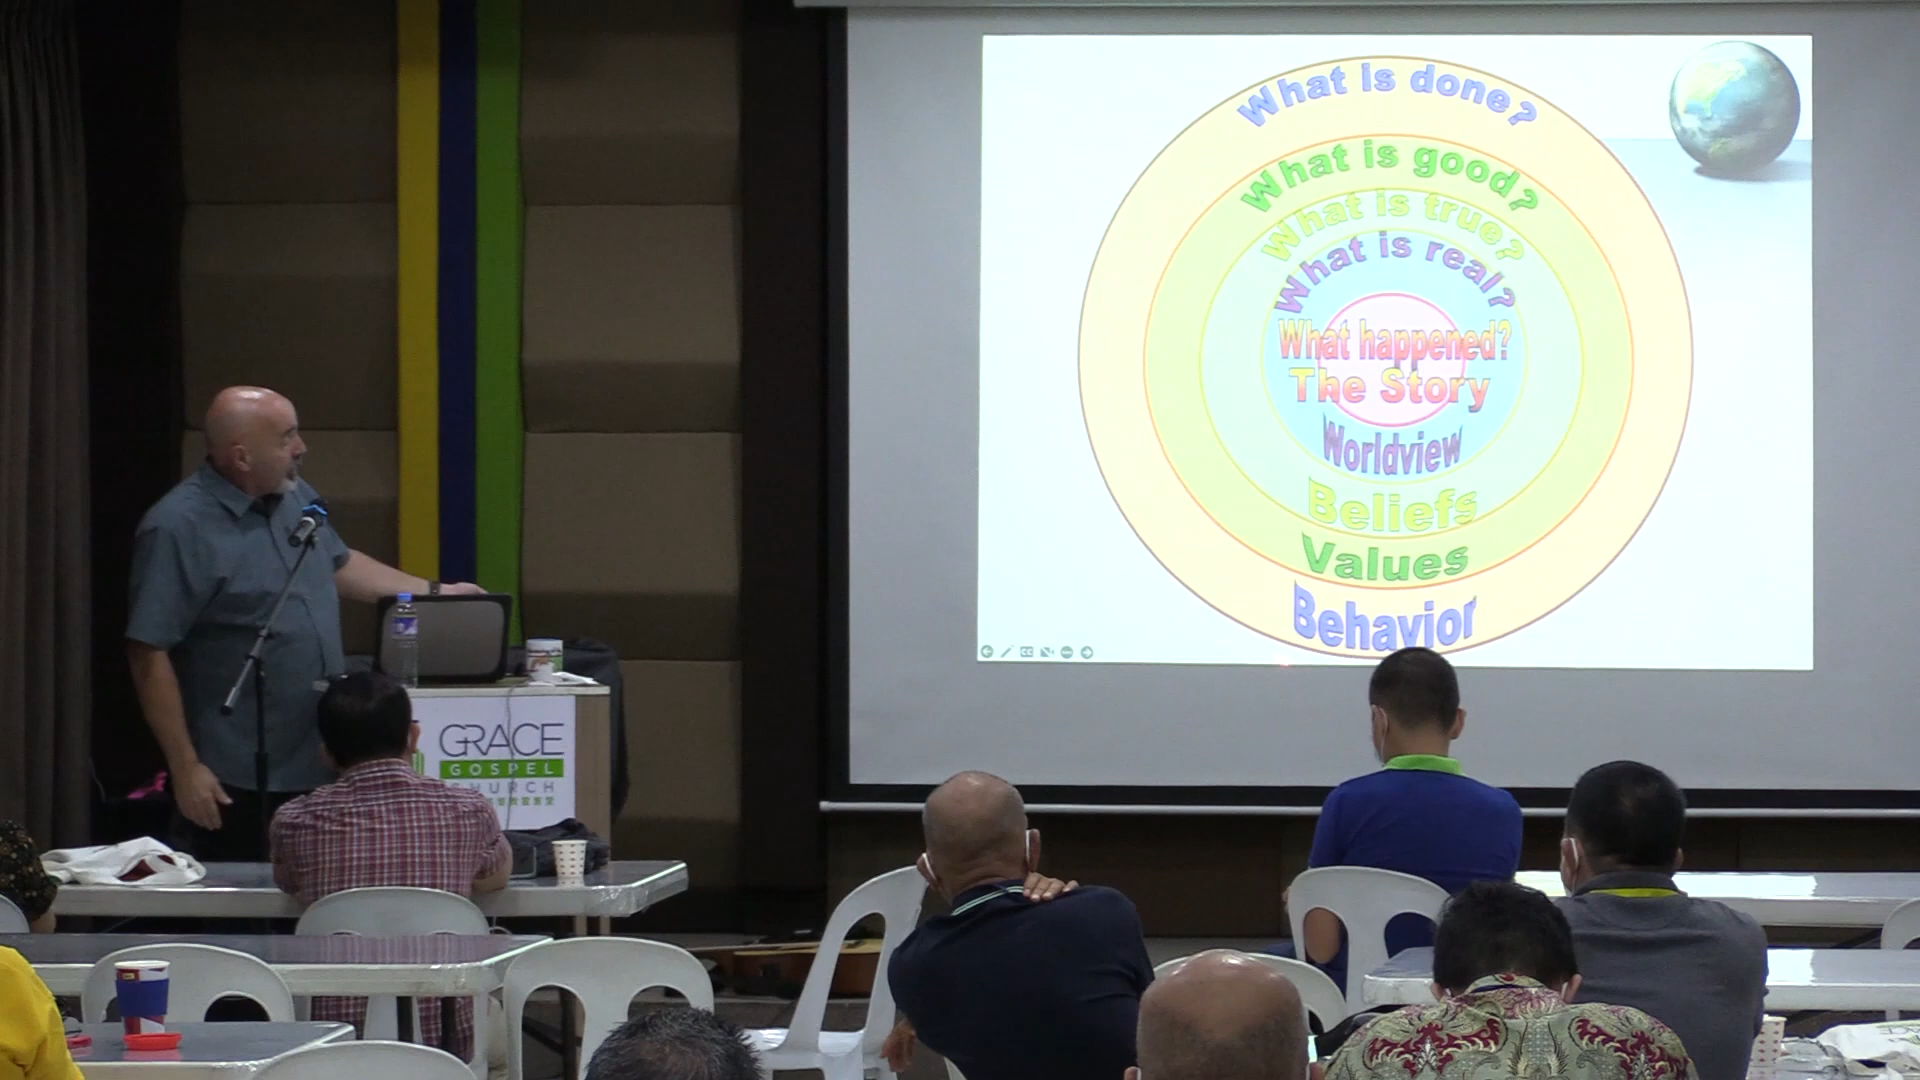 What is done?
What is good?
What is true?
What is real?
What happened?
The Story
Worldview
Beliefs
Values
Behavior
GRACE
GOSPEL
CHURCH